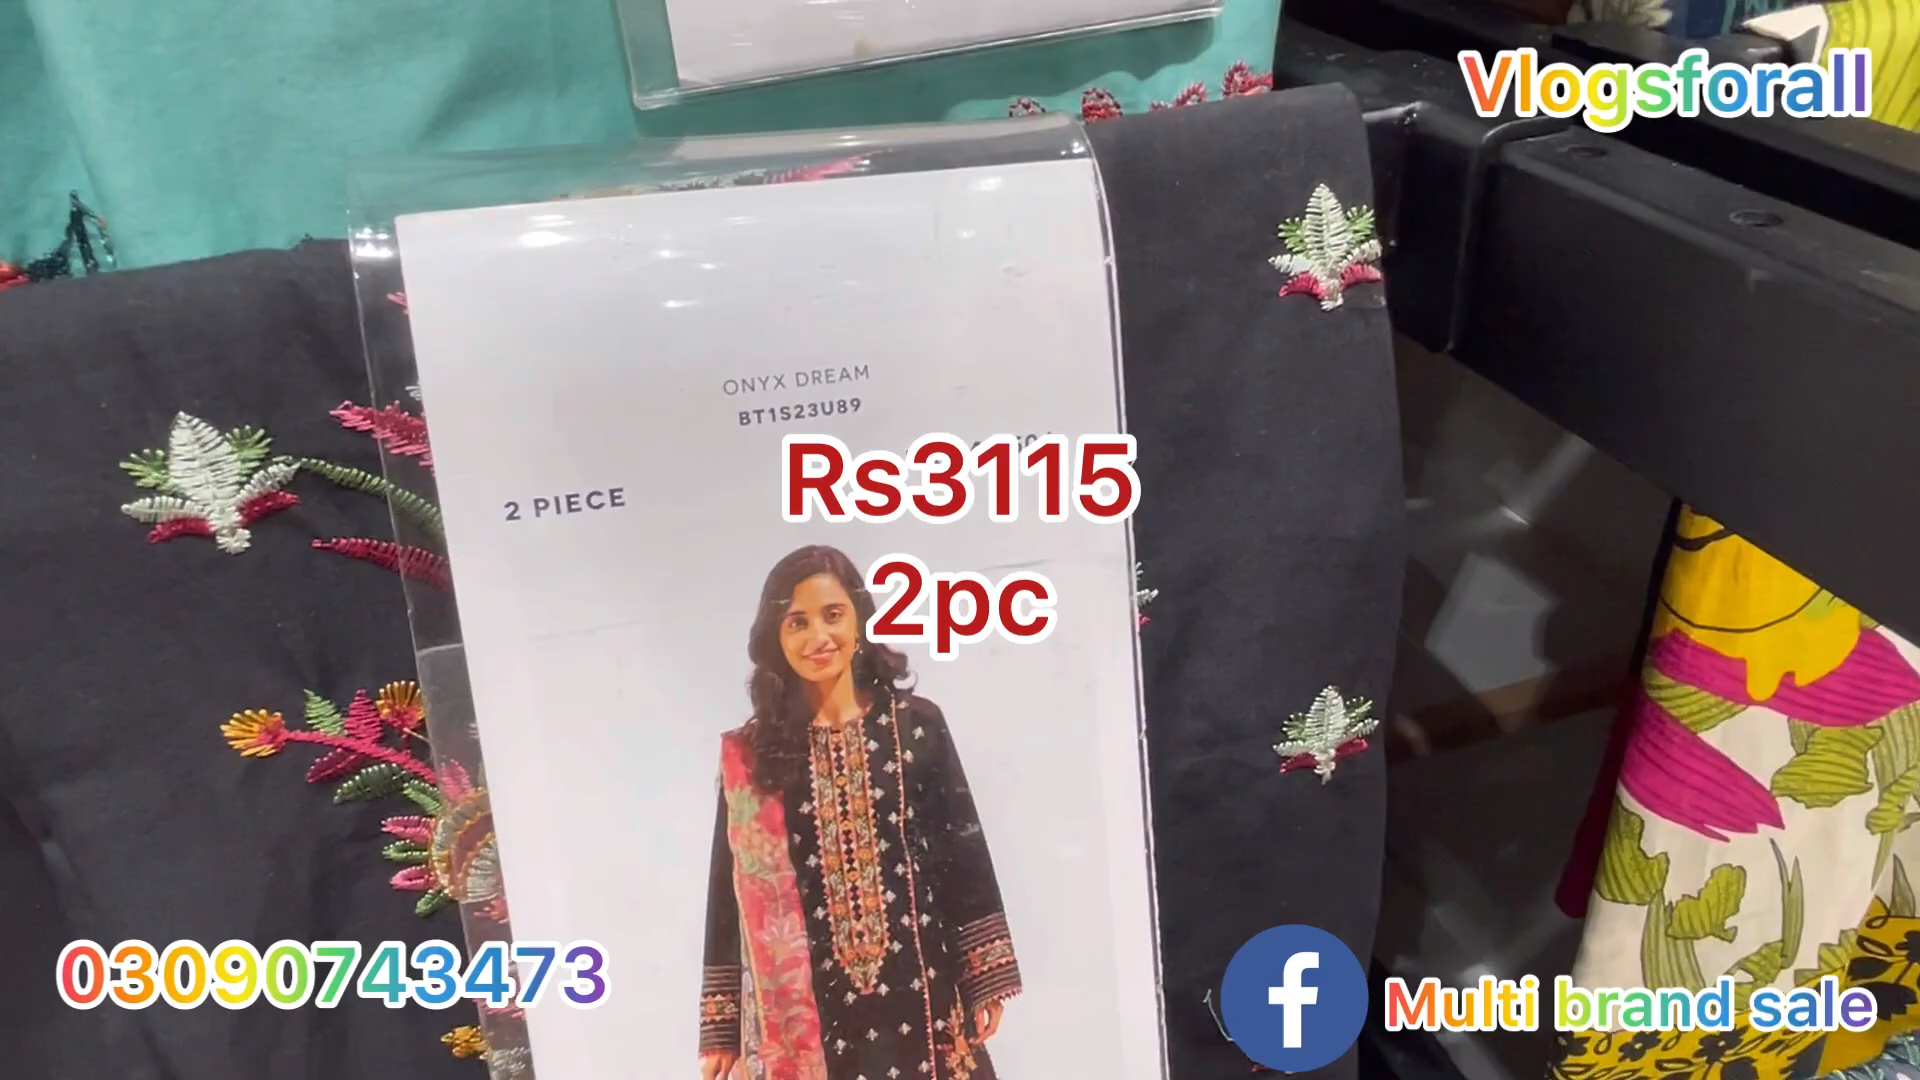 Vlogsforall
ONYX DREAM
BT1S23U89
Rs3115
2 PIECE
2pc
03090743473
f
Multi brand sale